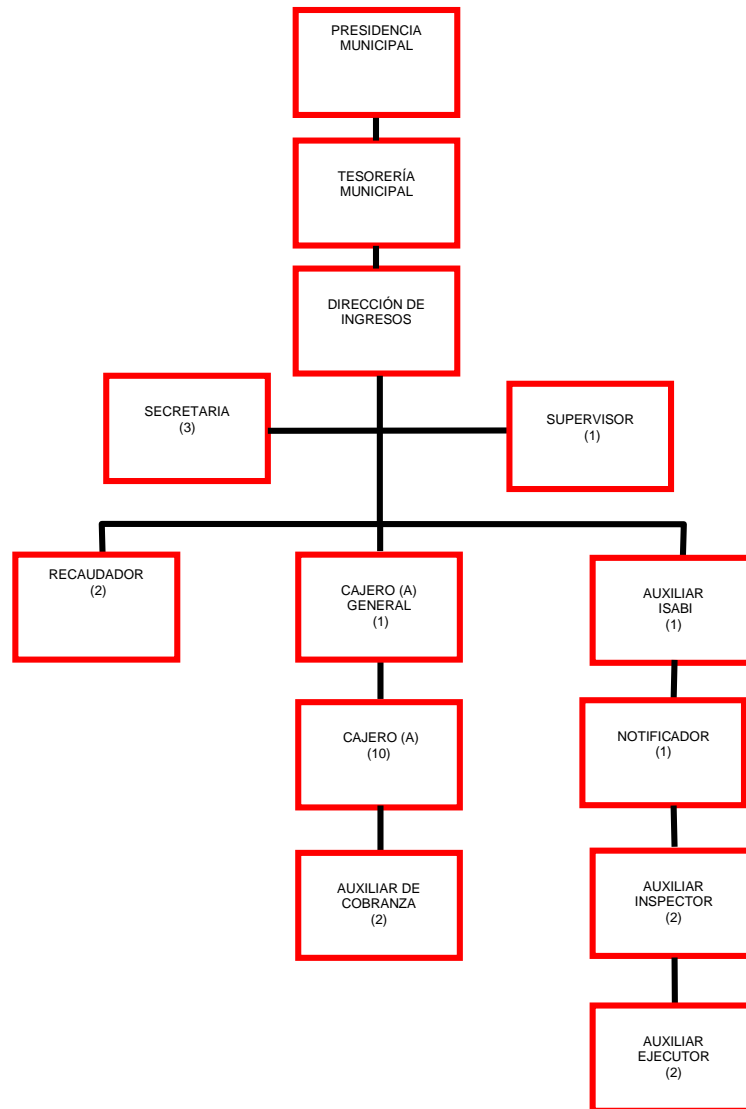 PRESIDENCIA
MUNICIPAL
TESORERÍA
MUNICIPAL
DIRECCIÓN DE
INGRESOS
SECRETARIA
(3)
SUPERVISOR
(1)
RECAUDADOR
(2)
CAJERO (A)
GENERAL
(1)
AUXILIAR
ISABI
(1)
CAJERO (A)
(10)
NOTIFICADOR
(1)
AUXILIAR DE
COBRANZA
(2)
AUXILIAR
INSPECTOR
(2)
AUXILIAR
EJECUTOR
(2)